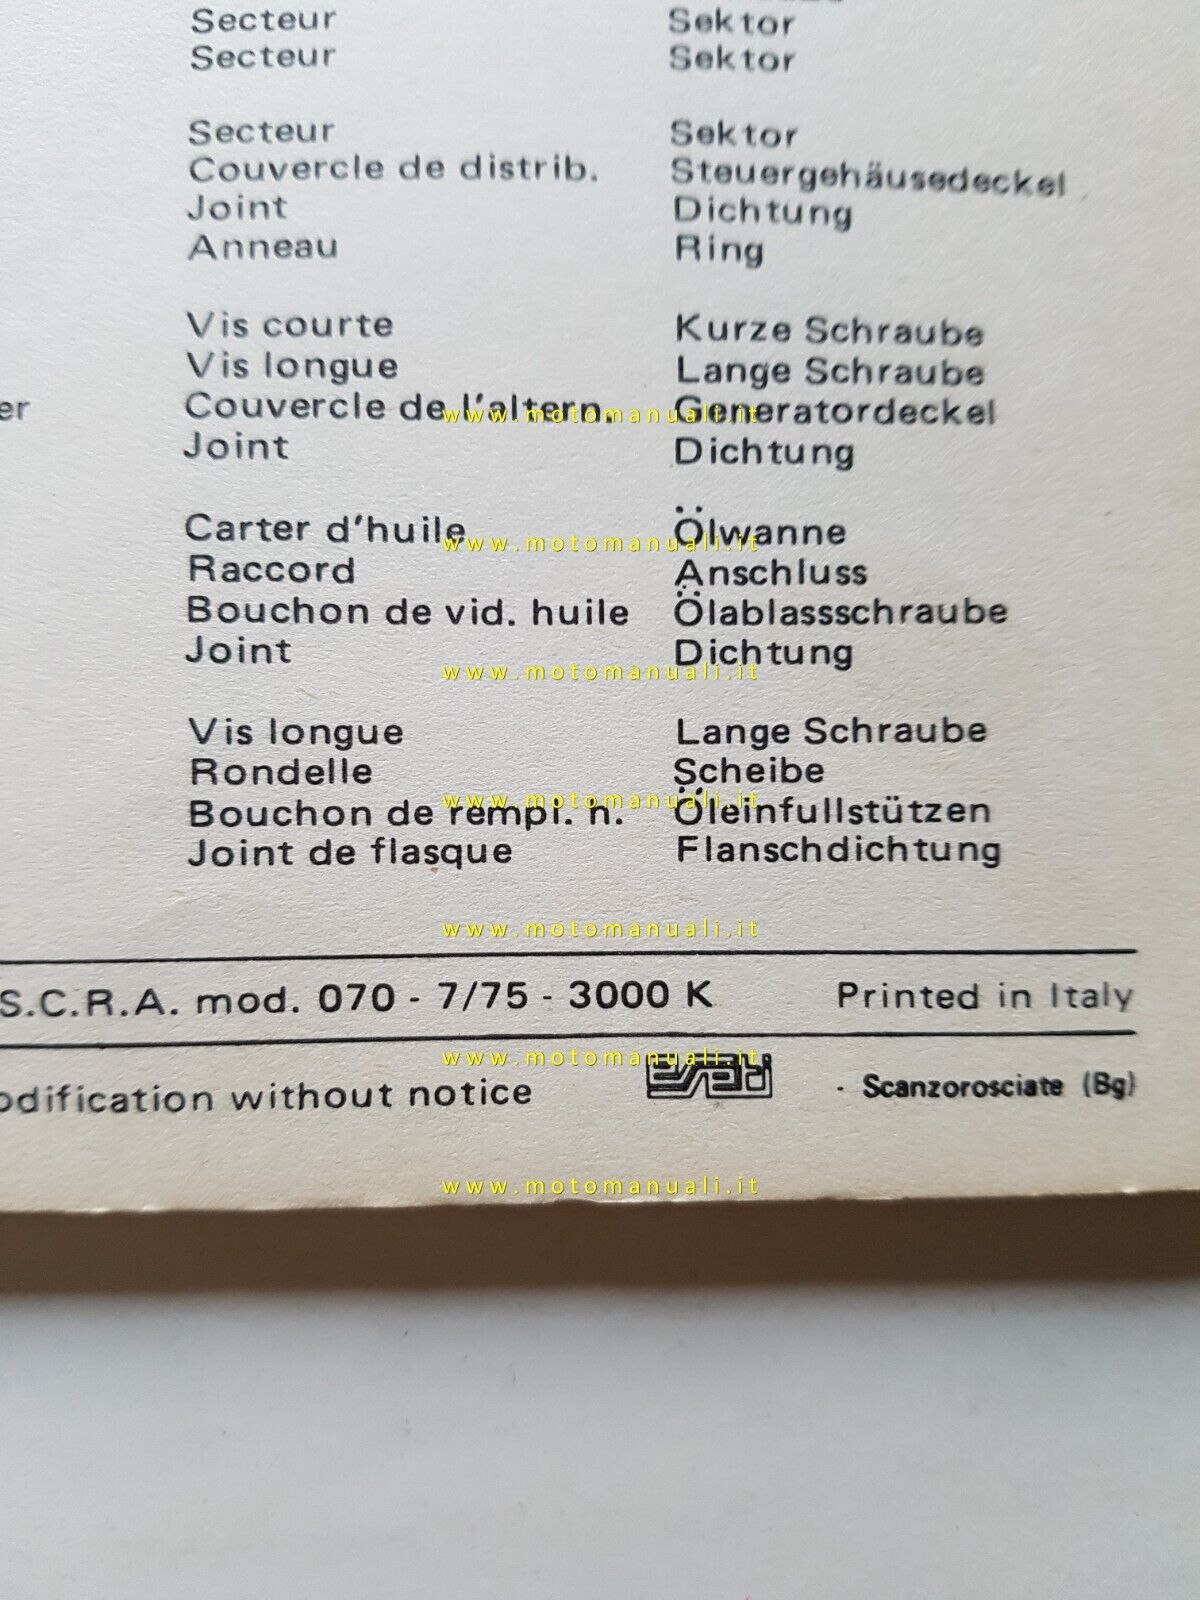 Secteur Sektor
Secteur Sektor
Secteur Sektor
Couvercle de distrib. Steuergehäusedeckel
Joint Dichtung
Anneau Ring
Vis courte Kurze Schraube
Vis longue Lange Schraube
er Couvercle de l'altern. Generatordeckel
www.motomanuali.it
Joint Dichtung
Carter d'huile Ölwanne
www.motomanuali.it
Raccord Anschluss
Bouchon de vid. huile Ölablassschraube
Joint Dichtung
www.motomanuali.it
Vis longue Lange Schraube
Rondelle Scheibe
www.motomanuali.it
Bouchon de rempl. n. Öleinfullstützen
Joint de flasque Flanschdichtung
www.motomanuali.it
S.C.R.A. mod. 070 - 7/75 - 3000 K Printed in Italy
www.motomanuali.it
odification without notice - Scanzorosciate (Bg)
www.motomanuali.it